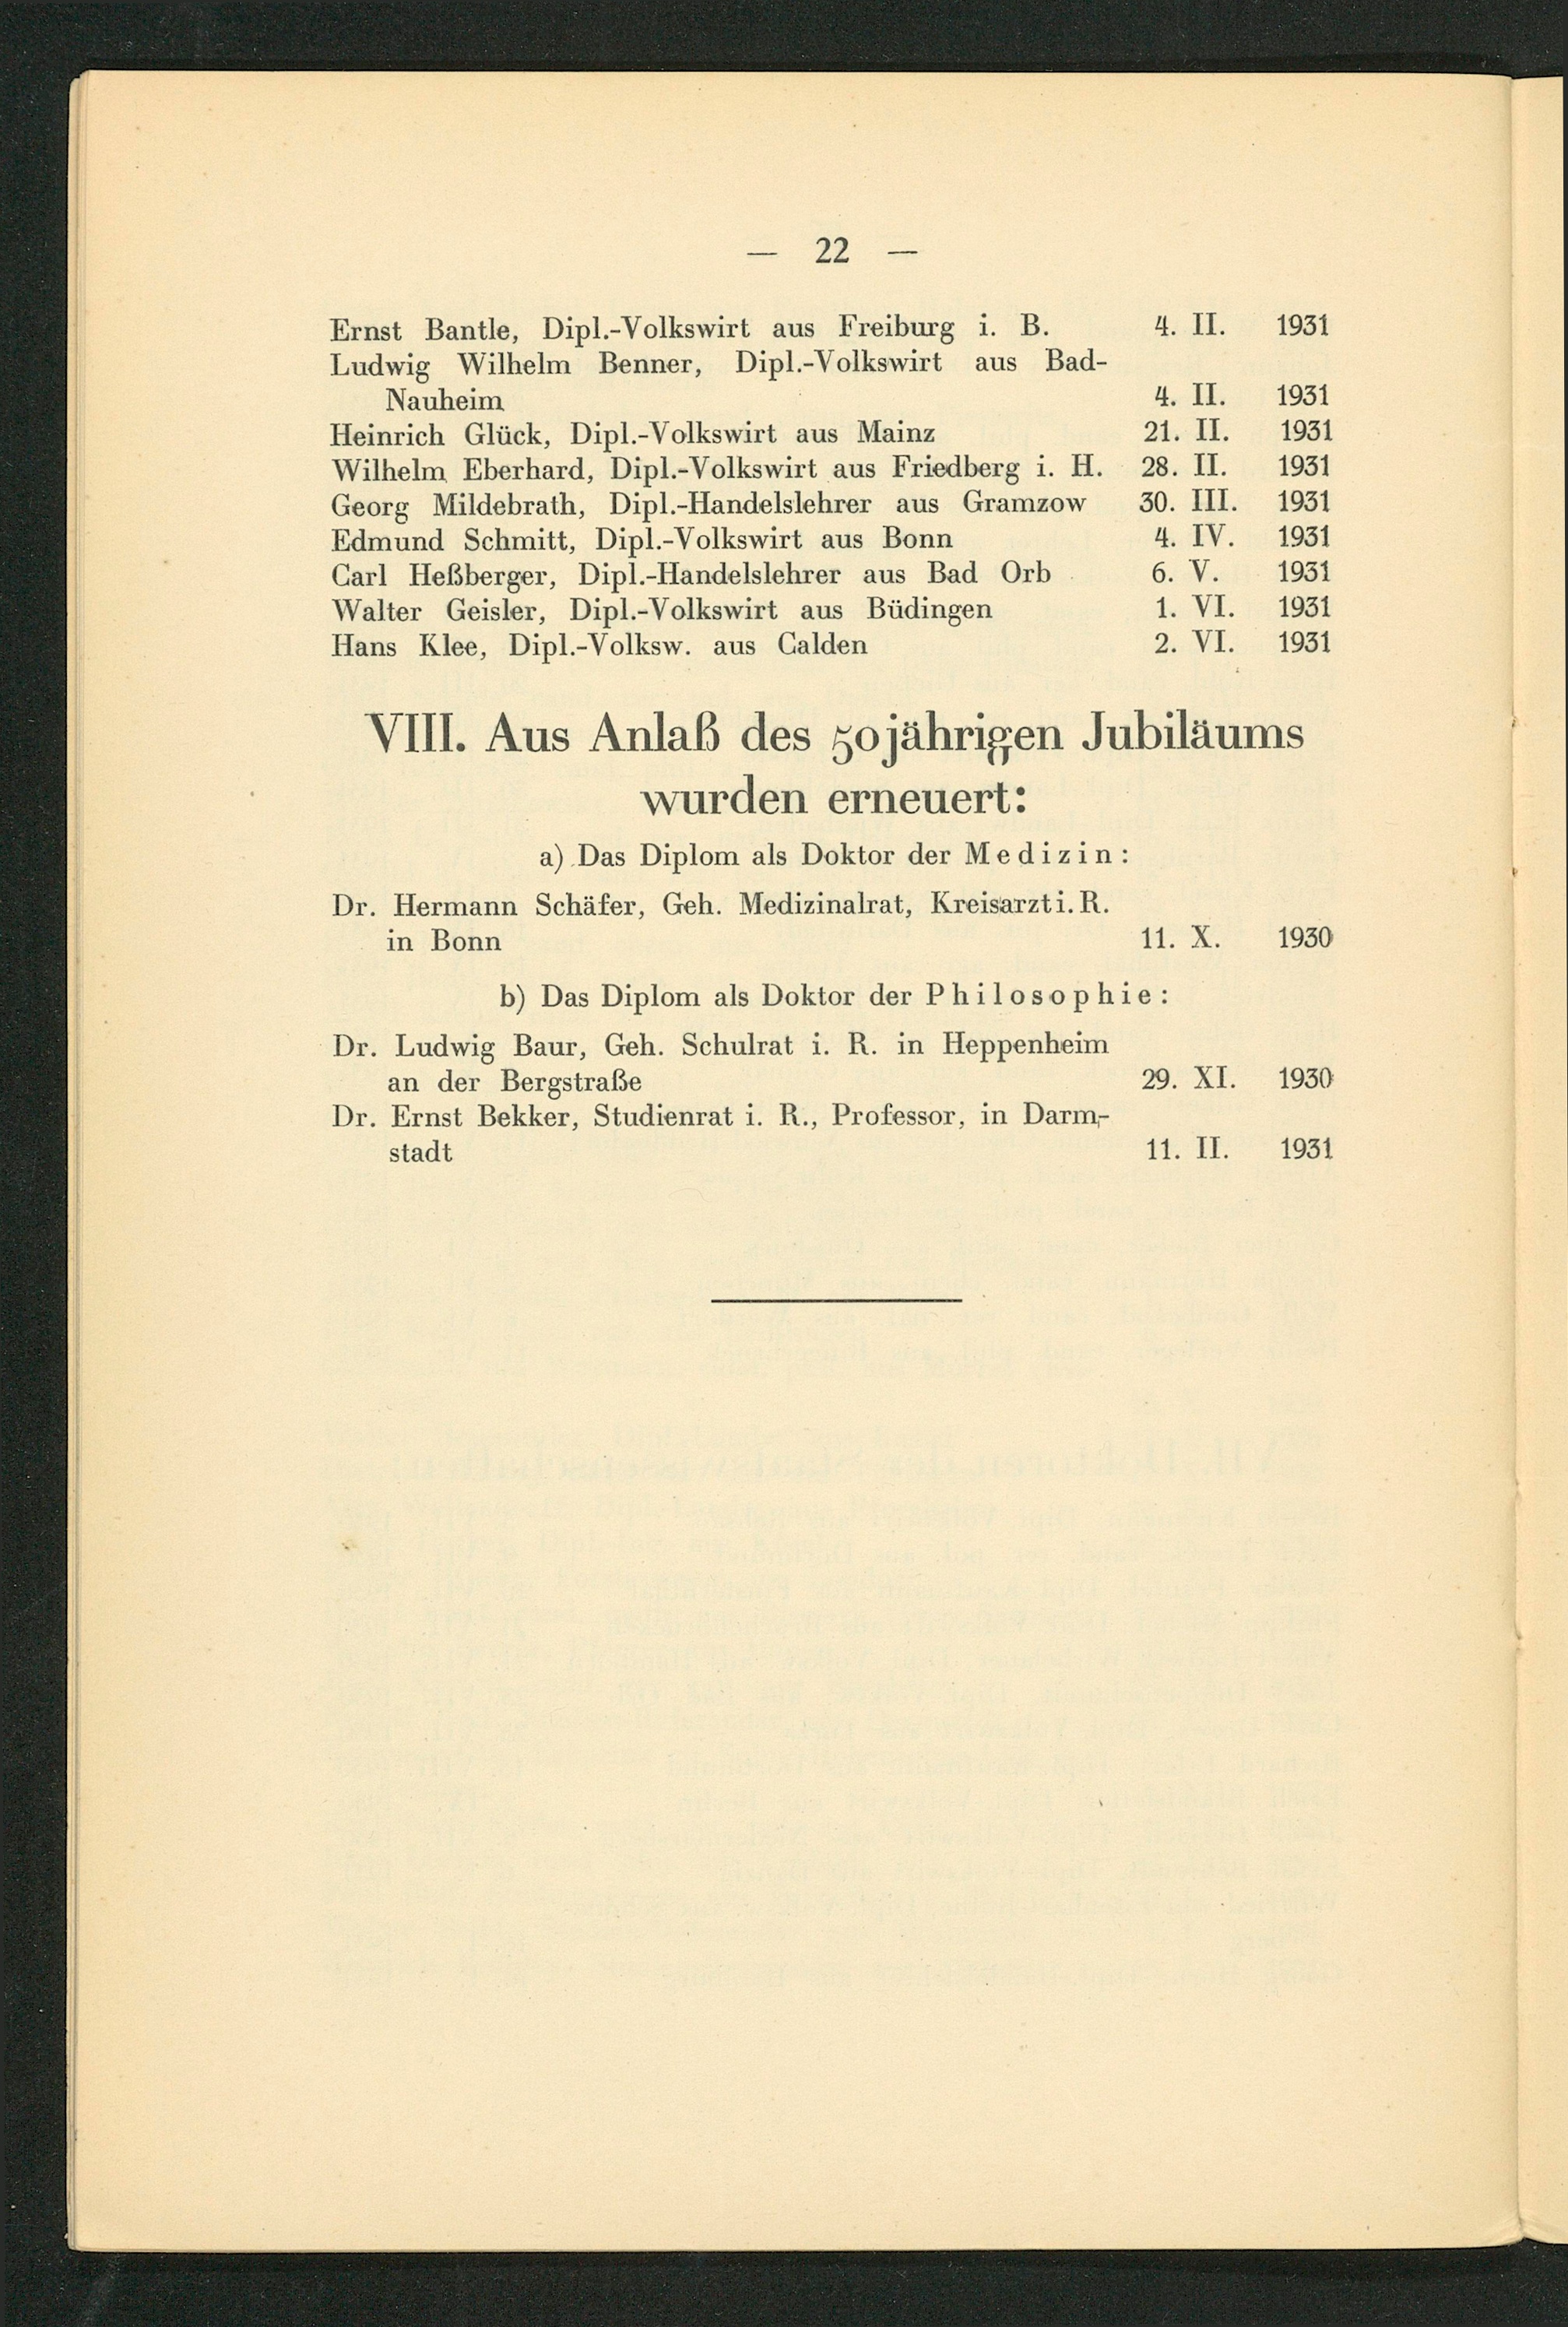 — 22 —
Ernst Bantle, Dipl.-Volkswirt aus Freiburg i. B. 4. II. 1931
Ludwig Wilhelm Benner, Dipl.-Volkswirt aus Bad-
Nauheim 4. II. 1931
Heinrich Glück, Dipl.-Volkswirt aus Mainz 21. II. 1931
Wilhelm Eberhard, Dipl.-Volkswirt aus Friedberg i. H. 28. II. 1931
Georg Mildebrath, Dipl.-Handelslehrer aus Gramzow 30. III. 1931
Edmund Schmitt, Dipl.-Volkswirt aus Bonn 4. IV. 1931
Carl Heßberger, Dipl.-Handelslehrer aus Bad Orb 6. V. 1931
Walter Geisler, Dipl.-Volkswirt aus Büdingen 1. VI. 1931
Hans Klee, Dipl.-Volksw. aus Calden 2. VI. 1931
VIII. Aus Anlaß des 50jährigen Jubiläums
wurden erneuert:
a) Das Diplom als Doktor der Medizin:
Dr. Hermann Schäfer, Geh. Medizinalrat, Kreisarzt i. R.
in Bonn 11. X. 1930
b) Das Diplom als Doktor der Philosophie:
Dr. Ludwig Baur, Geh. Schulrat i. R. in Heppenheim
an der Bergstraße 29. XI. 1930
Dr. Ernst Bekker, Studienrat i. R., Professor, in Darm-
stadt 11. II. 1931